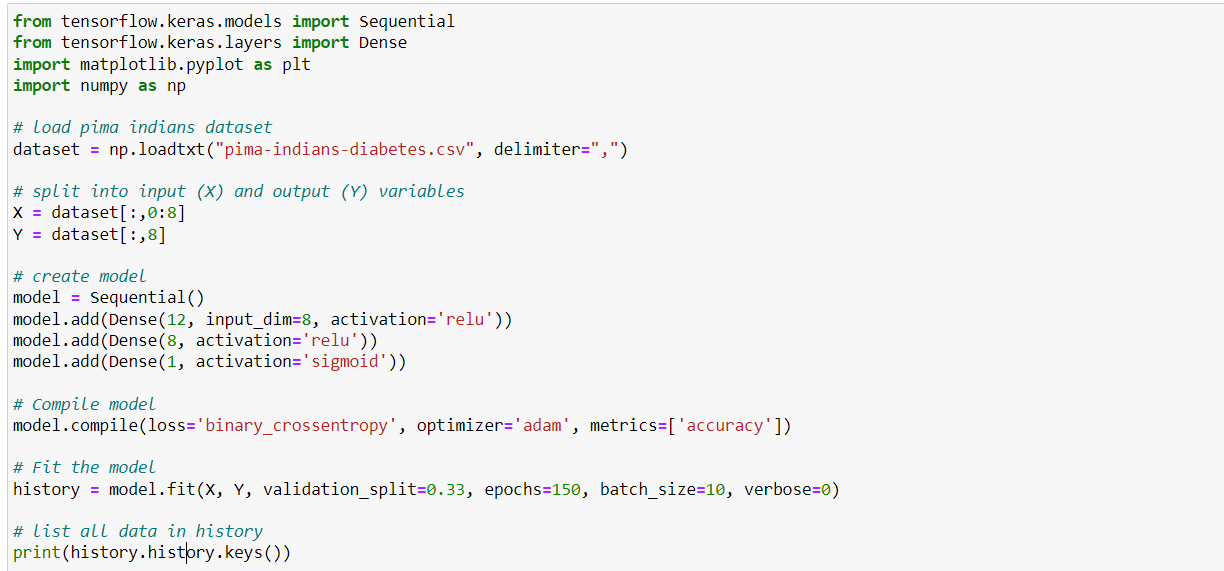 from tensorflow.keras.models import Sequential
from tensorflow.keras.layers import Dense
import matplotlib.pyplot as plt
import numpy as np
# load pima indians dataset
dataset = np.loadtxt("pima-indians-diabetes.csv", delimiter=",")
# split into input (X) and output (Y) variables
X = dataset[:,0:8]
Y = dataset[:,8]
# create model
model = Sequential()
model.add(Dense(12, input_dim=8, activation='relu'))
model.add(Dense(8, activation='relu'))
model.add(Dense(1, activation='sigmoid'))
# Compile model
model.compile(loss='binary_crossentropy', optimizer='adam', metrics=['accuracy'])
# Fit the model
history = model.fit(X, Y, validation_split=0.33, epochs=150, batch_size=10, verbose=0)
# list all data in history
print(history.history.keys())